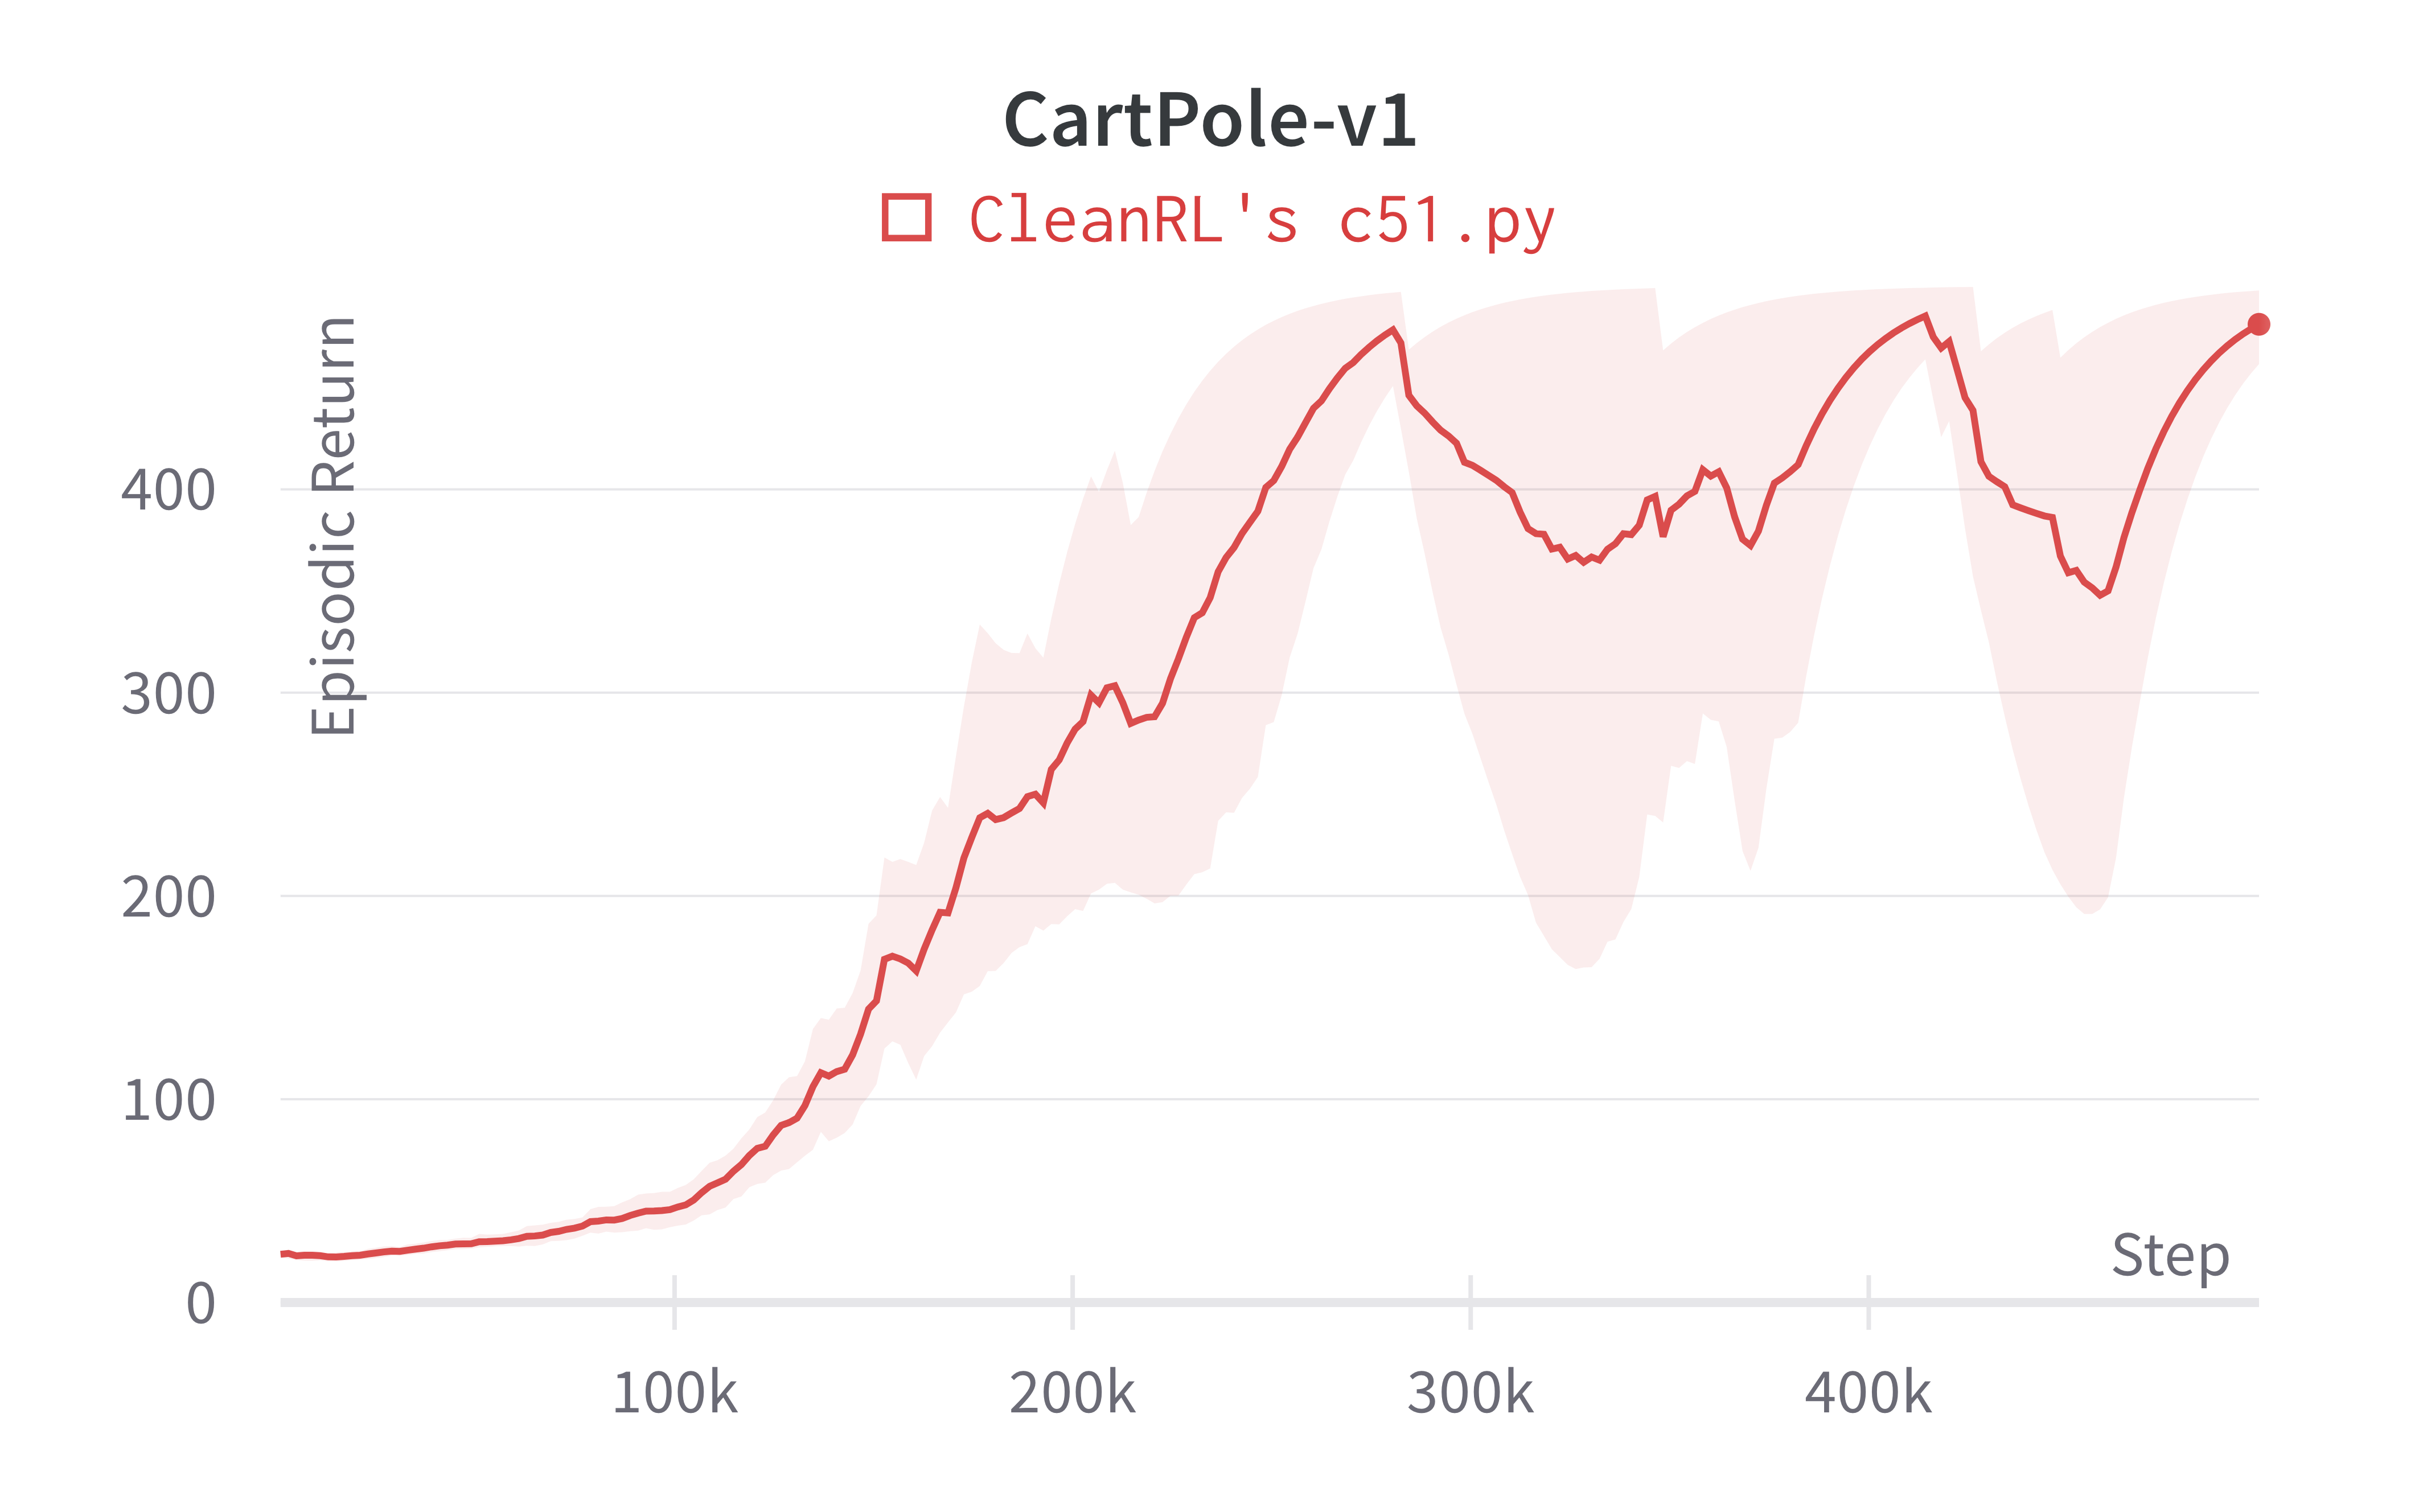 CartPole-v1
CleanRL's c51.py
Episodic Return
400
300
200
100
0
Step
100k
200k
300k
400k